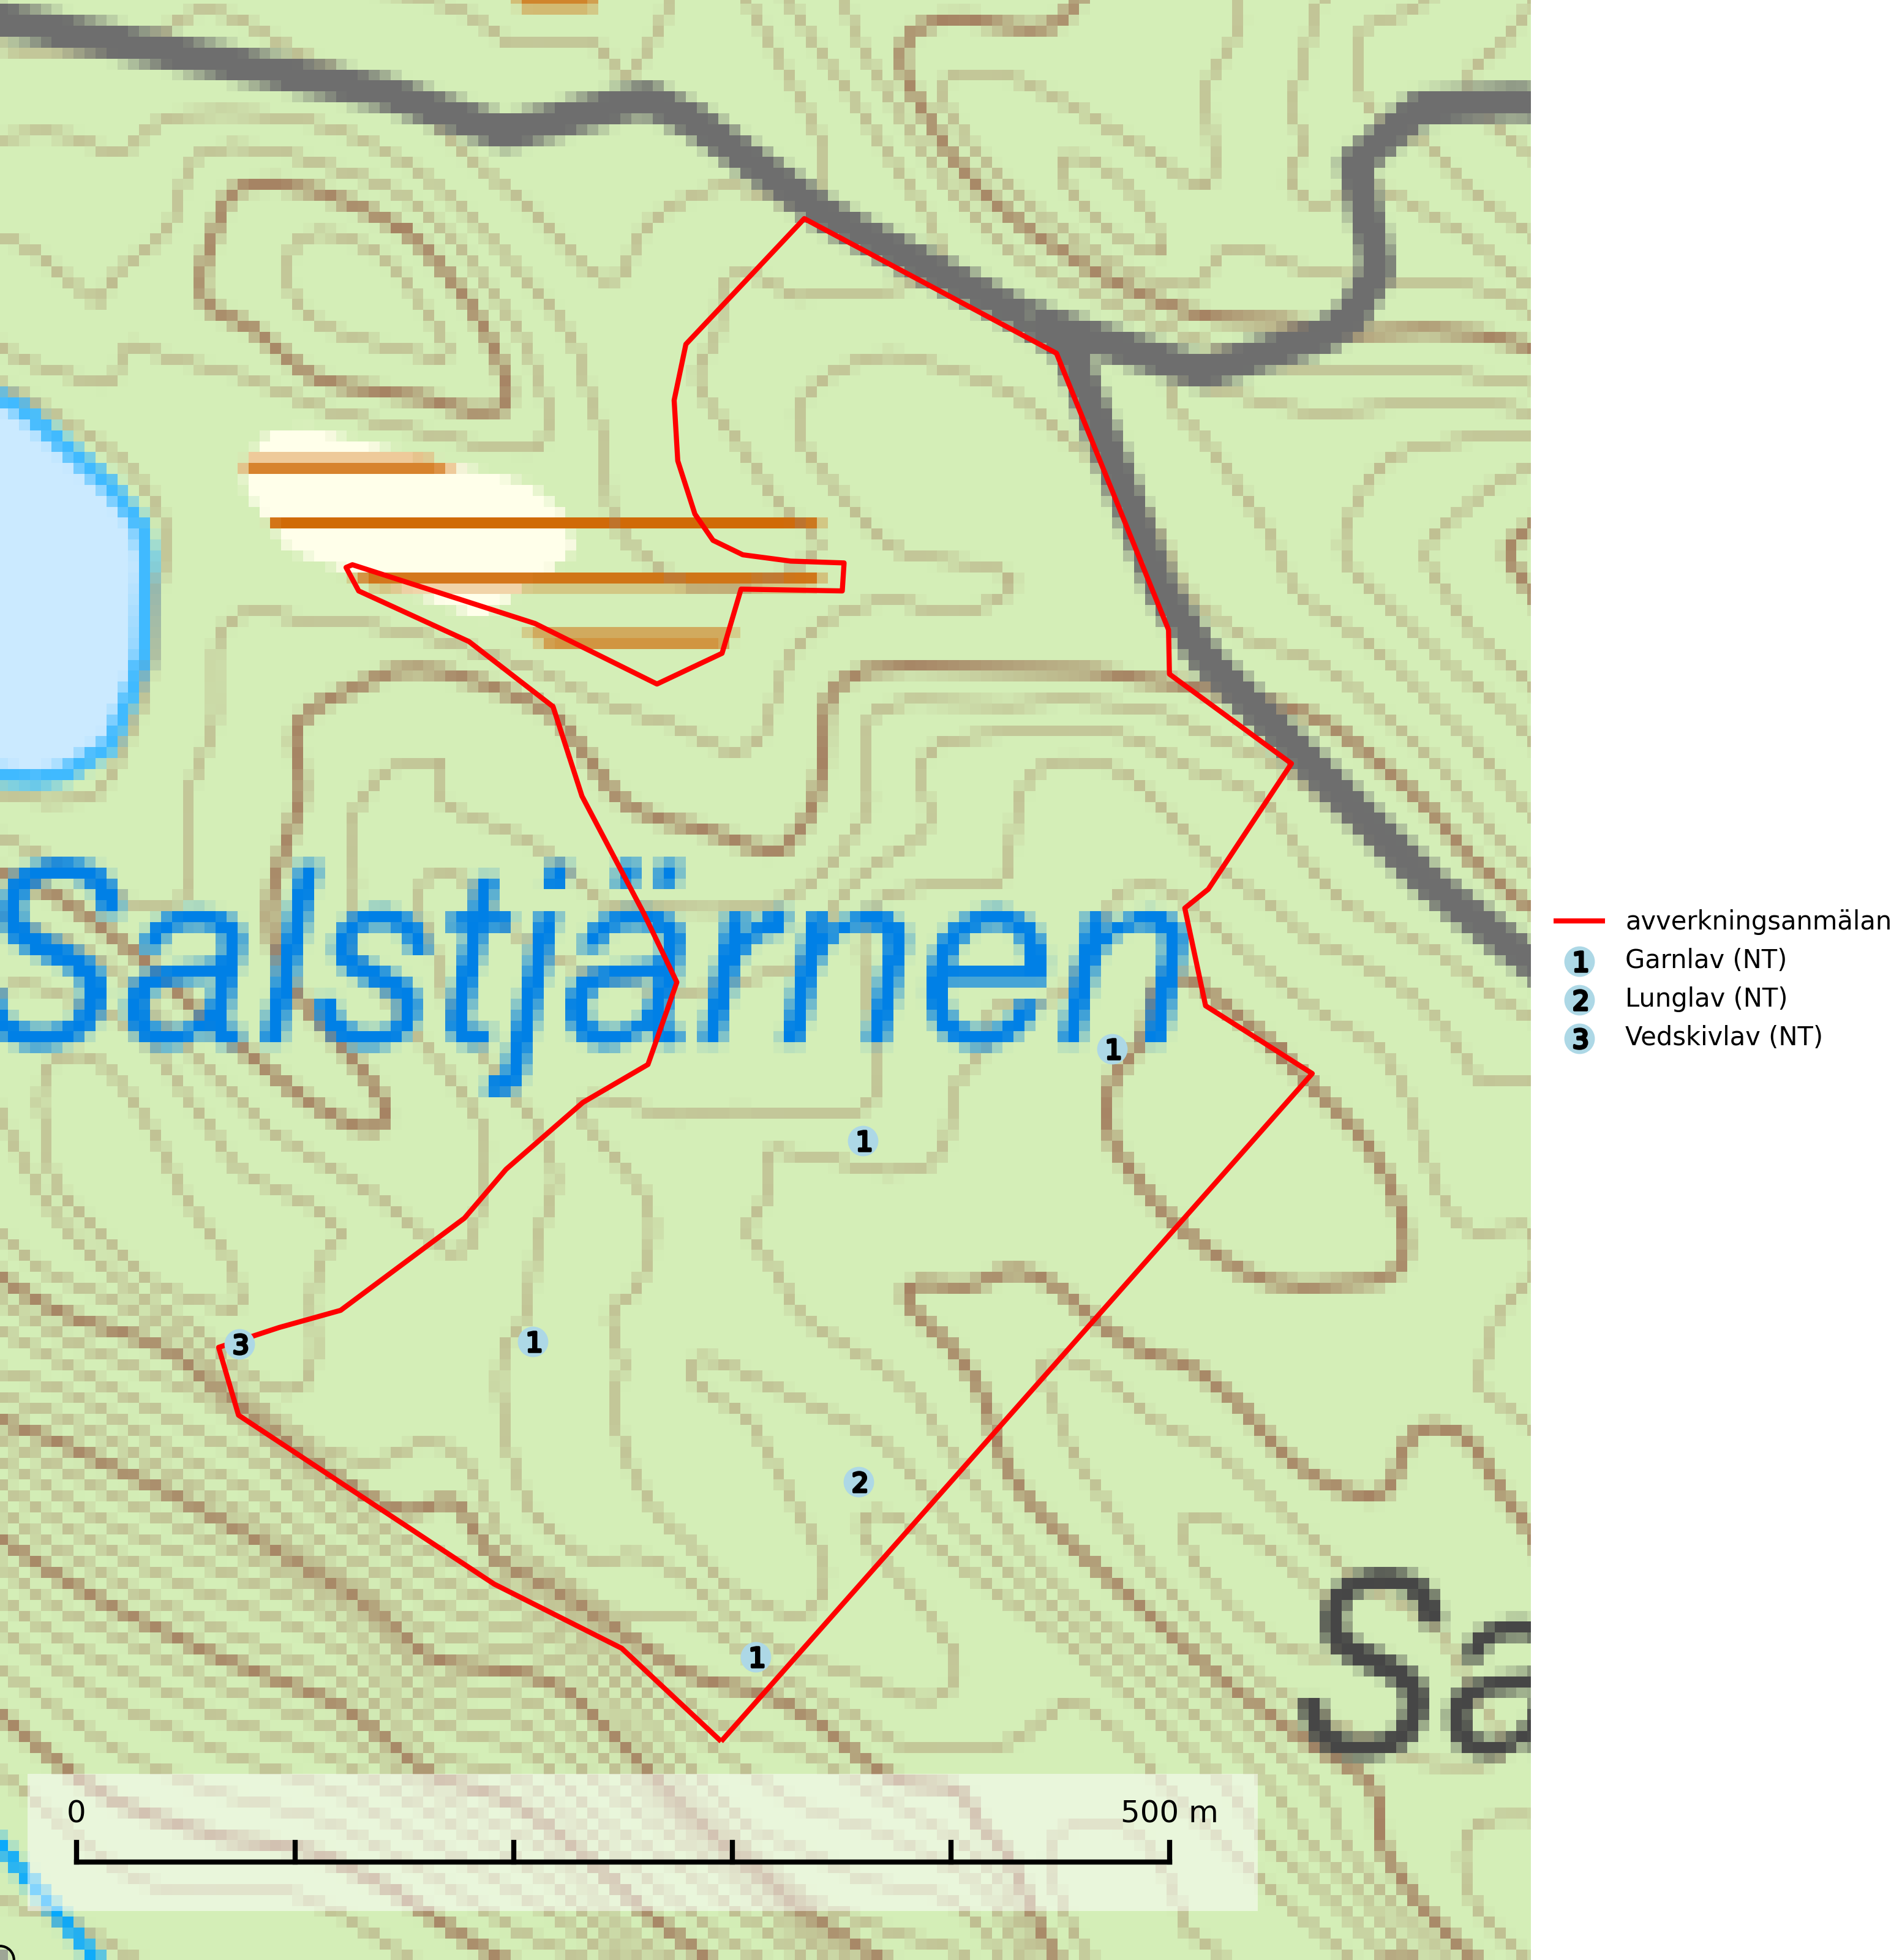 Salstjärnen
avverkningsanmälan
1 Garnlav (NT)
2 Lunglav (NT)
3 Vedskivlav (NT)
1
1
3
1
2
1
Sa
0 500 m